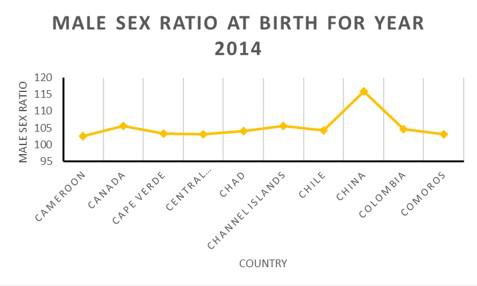 MALE SEX RATIO AT BIRTH FOR YEAR
2014
MALE SEX RATIO
120
115
110
105
100
95
CAMEROON
CANADA
CAPE VERDE
CENTRAL...
CHAD
CHANNEL ISLANDS
CHILE
CHINA
COLOMBIA
COMOROS
COUNTRY